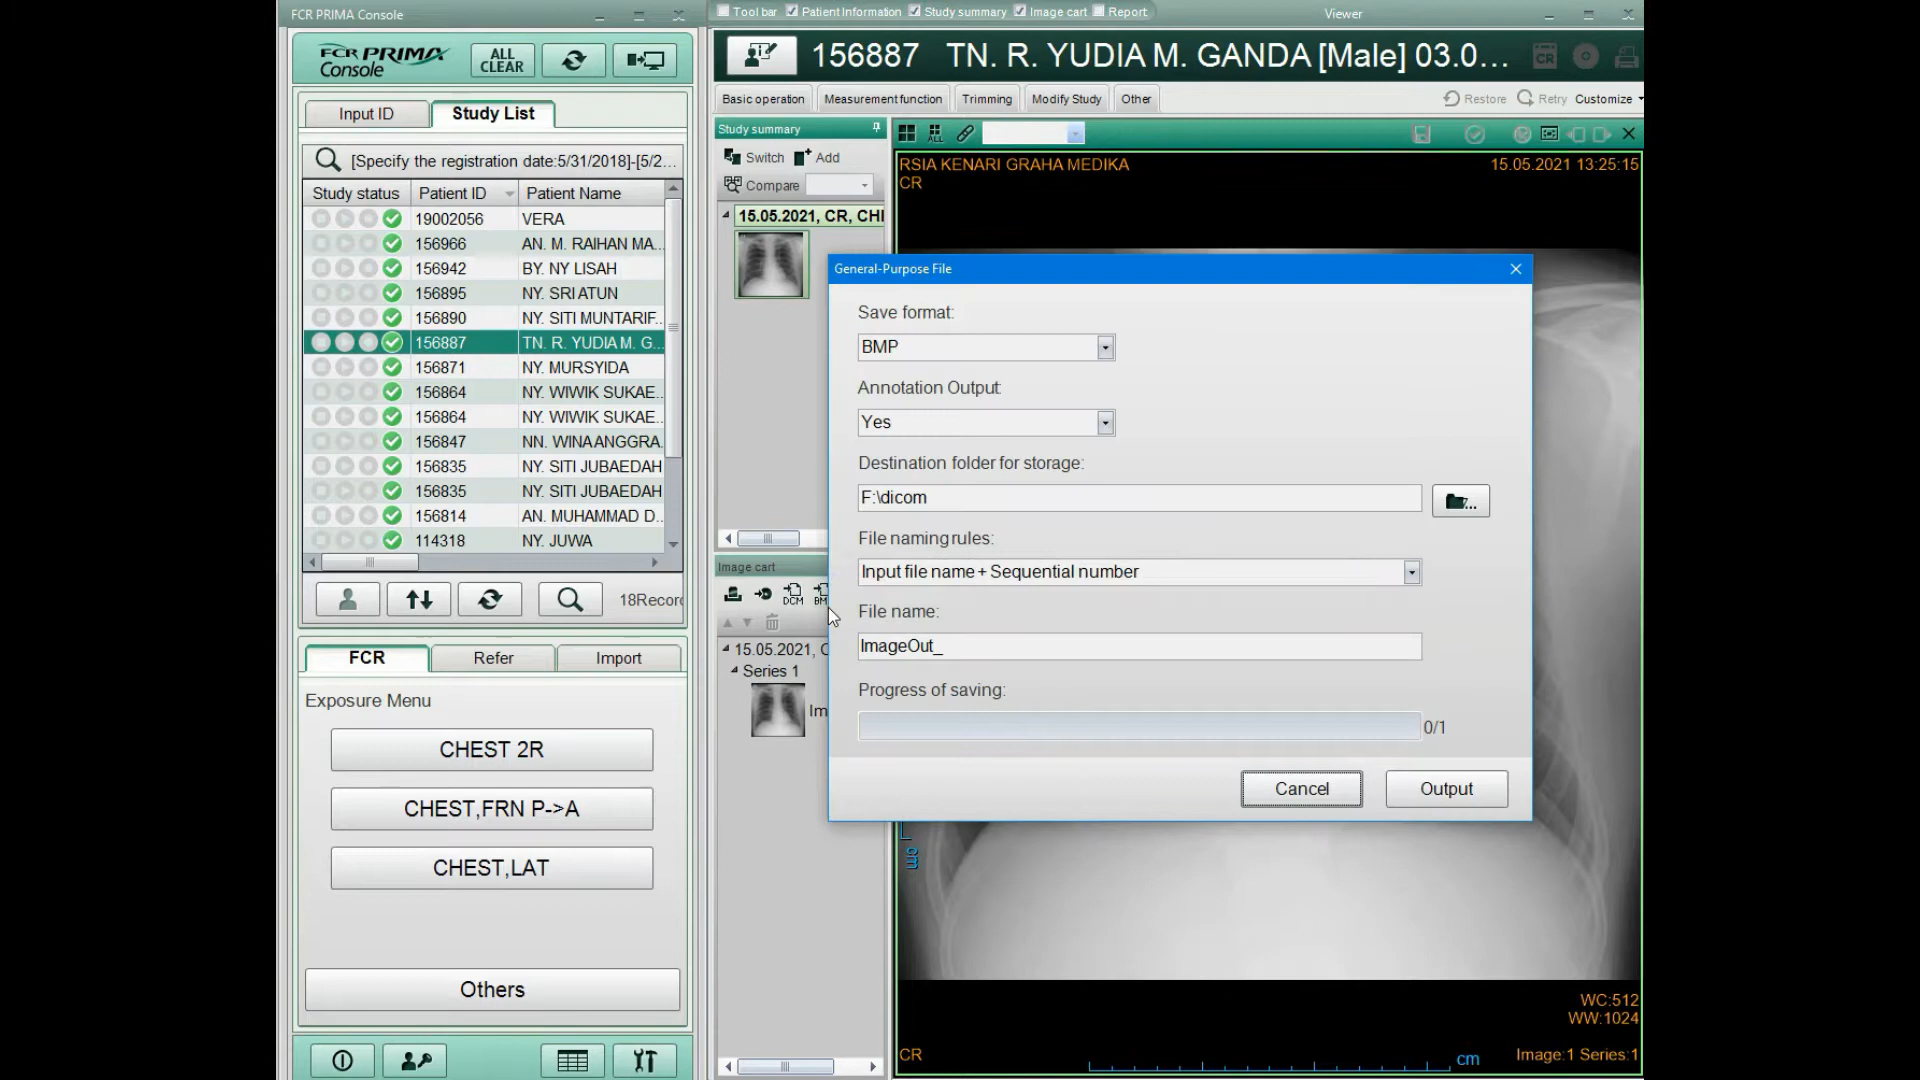 FCR PRIMA Console
FCR PRIMA
Console
ALL
CLEAR
Input ID
Study List
[Specify the registration date:5/31/2018]-[5/2...
Study status Patient ID Patient Name
19002056 VERA
156966 AN. M. RAIHAN MA...
156942 BY. NY LISAH
156895 NY. SRI ATUN
156890 NY. SITI MUNTARIF...
156887 TN. R. YUDIA M. G...
156871 NY. MURSYIDA
156864 NY. WIWIK SUKAE...
156864 NY. WIWIK SUKAE...
156847 NN. WINA ANGGRA...
156835 NY. SITI JUBAEDAH
156835 NY. SITI JUBAEDAH
156814 AN. MUHAMMAD D...
114318 NY. JUWA
18Record
FCR
Refer
Import
Exposure Menu
CHEST 2R
CHEST,FRN P->A
CHEST,LAT
Others
Tool bar Patient Information Study summary Image cart Report
Viewer
156887 TN. R. YUDIA M. GANDA [Male] 03.0...
CR
Basic operation Measurement function Trimming Modify Study Other
Restore Retry Customize
Study summary
Switch Add
Compare
15.05.2021, CR, CHE
ALL
RSIA KENARI GRAHA MEDIKA
CR
15.05.2021 13:25:15
General-Purpose File
Save format:
BMP
Annotation Output:
Yes
Destination folder for storage:
F:\dicom
File naming rules:
Input file name + Sequential number
File name:
ImageOut_
Progress of saving:
0/1
Cancel
Output
Image cart
DCM BM
15.05.2021, C
Series 1
Im
WC:512
WW:1024
CR
cm
Image:1 Series:1